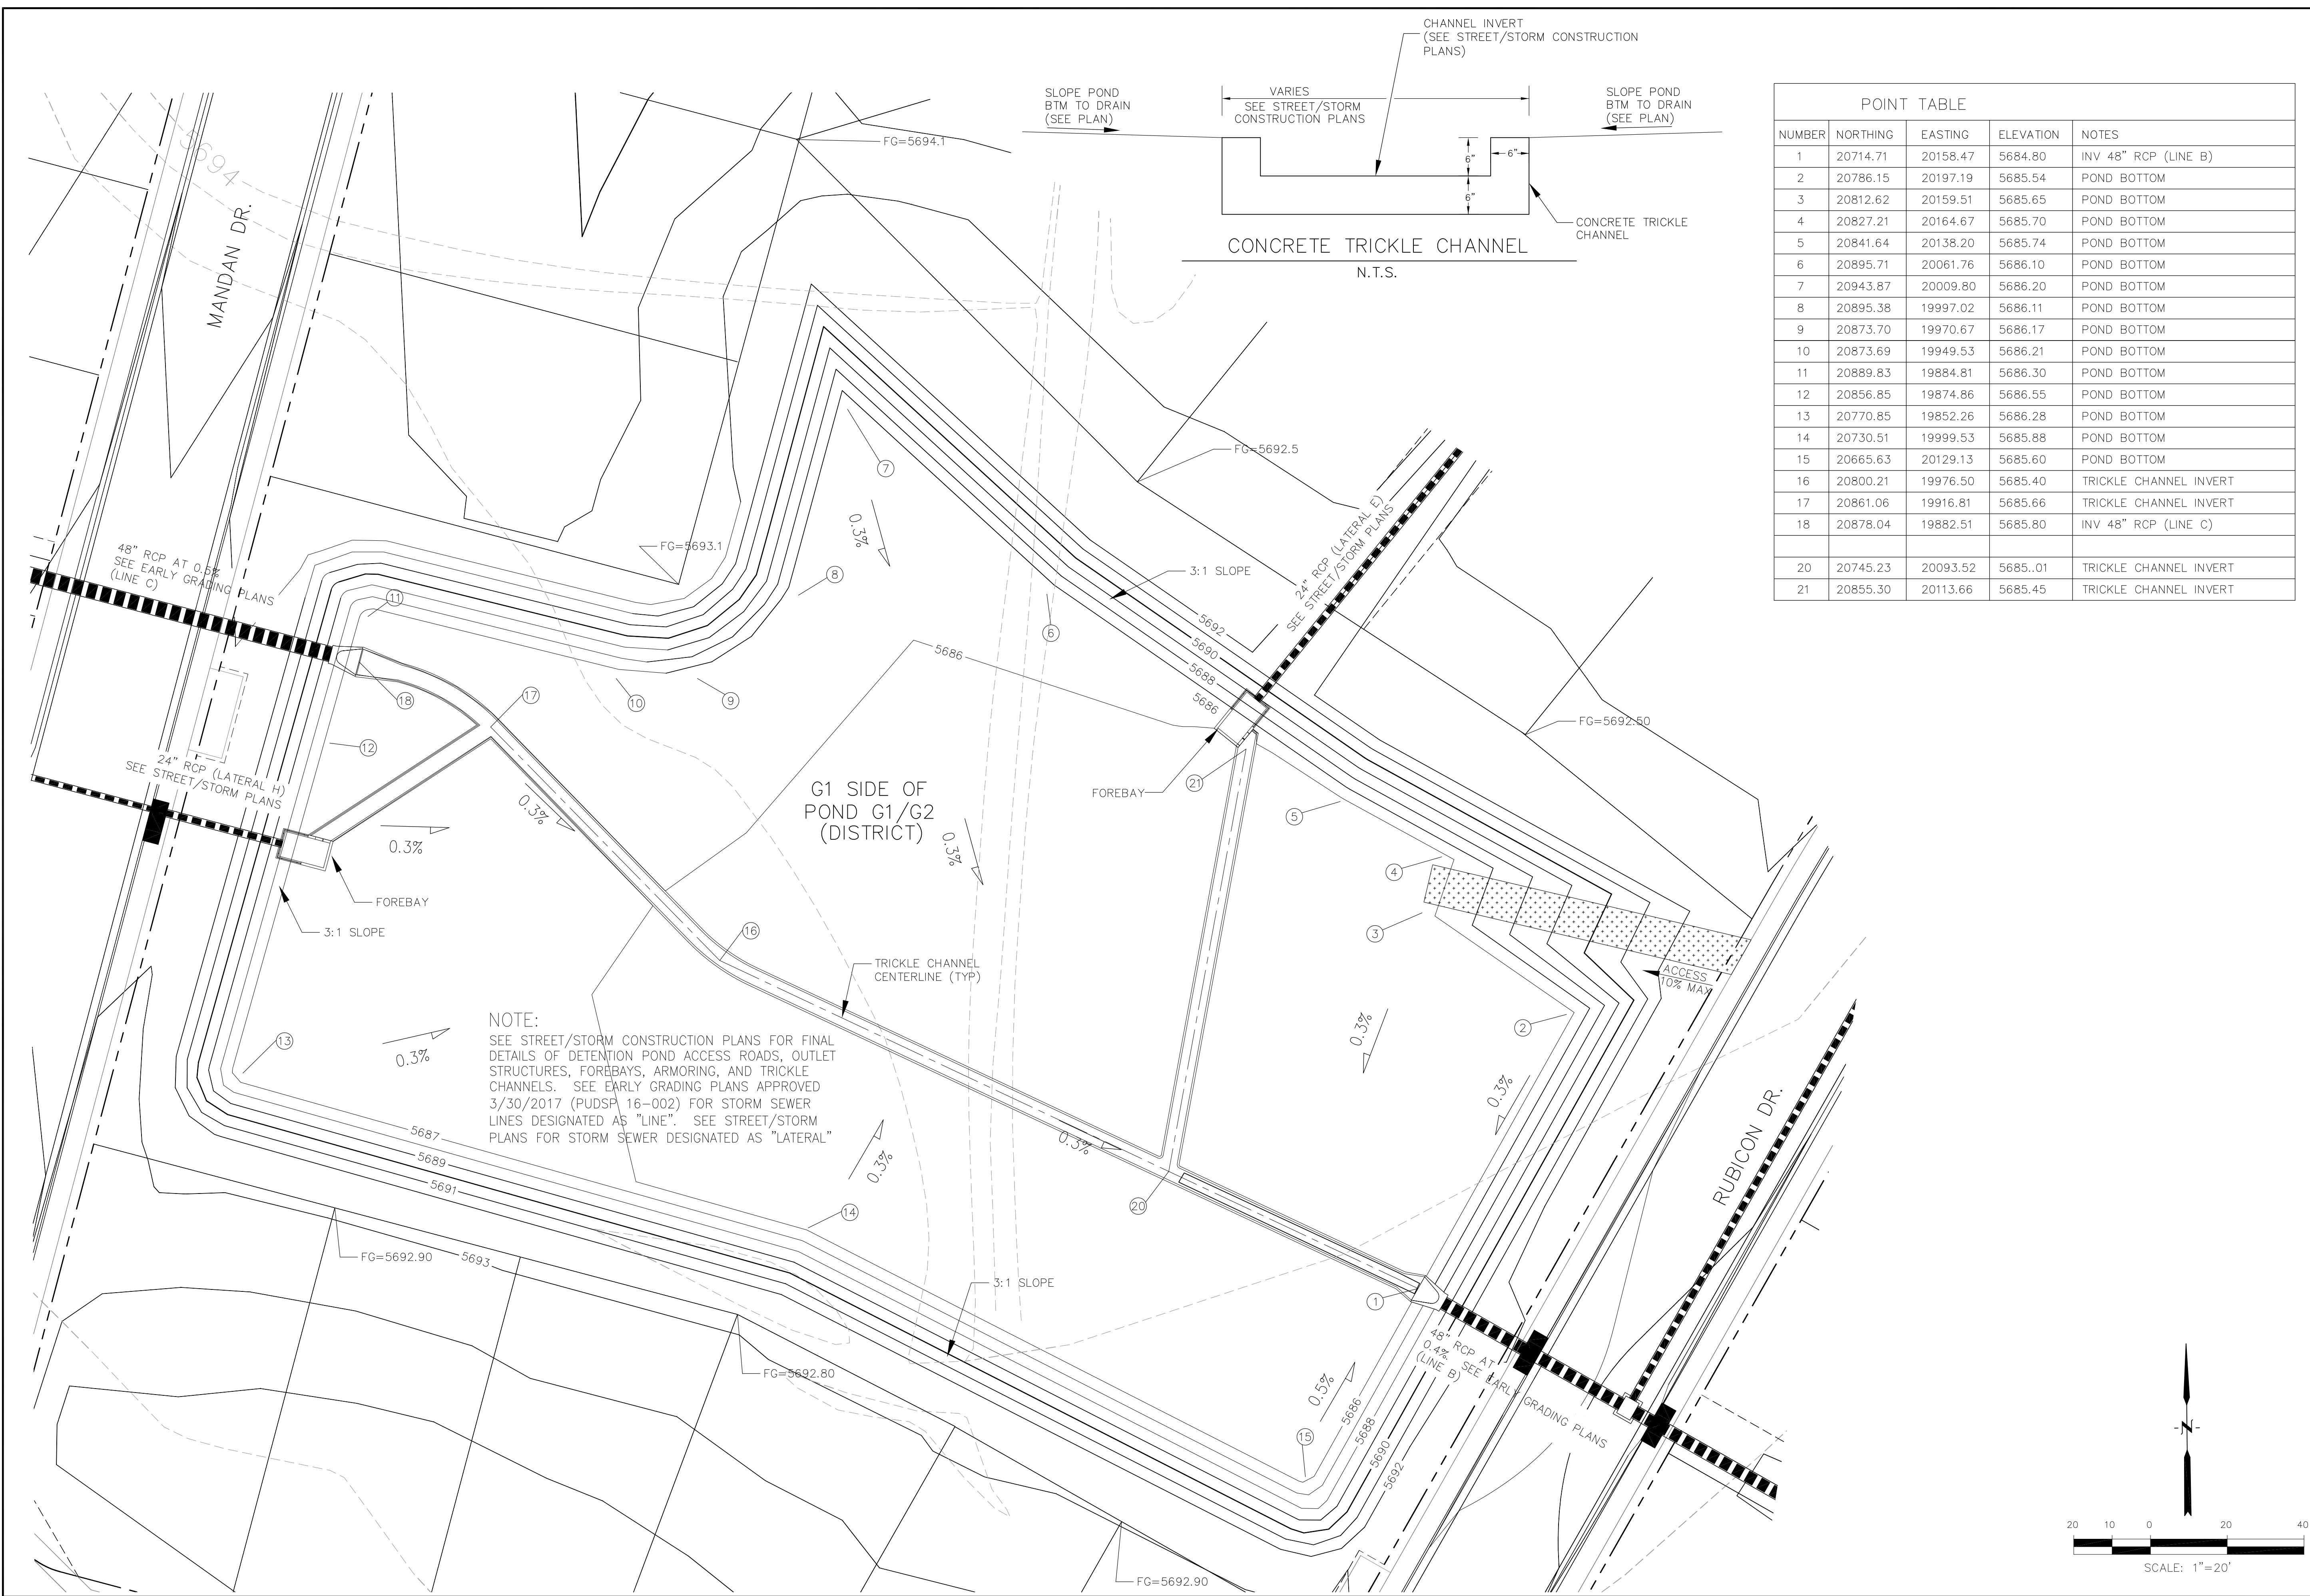 CHANNEL INVERT
(SEE STREET/STORM CONSTRUCTION
PLANS)
SLOPE POND
BTM TO DRAIN
(SEE PLAN)
VARIES
SEE STREET/STORM
CONSTRUCTION PLANS
SLOPE POND
BTM TO DRAIN
(SEE PLAN)
6"
6"
6"
CONCRETE TRICKLE
CHANNEL
CONCRETE TRICKLE CHANNEL
N.T.S.
POINT TABLE
NUMBER NORTHING EASTING ELEVATION NOTES
1 20714.71 20158.47 5684.80 INV 48" RCP (LINE B)
2 20786.15 20197.19 5685.54 POND BOTTOM
3 20812.62 20159.51 5685.65 POND BOTTOM
4 20827.21 20164.67 5685.70 POND BOTTOM
5 20841.64 20138.20 5685.74 POND BOTTOM
6 20895.71 20061.76 5686.10 POND BOTTOM
7 20943.87 20009.80 5686.20 POND BOTTOM
8 20895.38 19997.02 5686.11 POND BOTTOM
9 20873.70 19970.67 5686.17 POND BOTTOM
10 20873.69 19949.53 5686.21 POND BOTTOM
11 20889.83 19884.81 5686.30 POND BOTTOM
12 20856.85 19874.86 5686.55 POND BOTTOM
13 20770.85 19852.26 5686.28 POND BOTTOM
14 20730.51 19999.53 5685.88 POND BOTTOM
15 20665.63 20129.13 5685.60 POND BOTTOM
16 20800.21 19976.50 5685.40 TRICKLE CHANNEL INVERT
17 20861.06 19916.81 5685.66 TRICKLE CHANNEL INVERT
18 20878.04 19882.51 5685.80 INV 48" RCP (LINE C)
20 20745.23 20093.52 5685..01 TRICKLE CHANNEL INVERT
21 20855.30 20113.66 5685.45 TRICKLE CHANNEL INVERT
5694
MANDAN DR.
FG=5694.1
FG=5692.5
FG=5693.1
7
0.3%
8
3:1 SLOPE
24" RCP (LATERAL E)
SEE STREET/STORM PLANS
48" RCP AT 0.5%
SEE EARLY GRADING PLANS
(LINE C)
11
6
5692
5690
5688
5686
5686
18
17
10
9
FG=5692.50
12
24" RCP (LATERAL H)
SEE STREET/STORM PLANS
0.3%
0.3%
G1 SIDE OF
POND G1/G2
(DISTRICT)
0.3%
FOREBAY
21
5
4
3
FOREBAY
3:1 SLOPE
16
TRICKLE CHANNEL
CENTERLINE (TYP)
ACCESS
10% MAX
2
0.3%
0.3%
13
0.3%
NOTE:
SEE STREET/STORM CONSTRUCTION PLANS FOR FINAL
DETAILS OF DETENTION POND ACCESS ROADS, OUTLET
STRUCTURES, FOREBAYS, ARMORING, AND TRICKLE
CHANNELS. SEE EARLY GRADING PLANS APPROVED
3/30/2017 (PUDSP 16-002) FOR STORM SEWER
LINES DESIGNATED AS "LINE". SEE STREET/STORM
PLANS FOR STORM SEWER DESIGNATED AS "LATERAL"
5687
5689
5691
0.3%
0.3%
14
20
RUBICON DR.
FG=5692.90
5693
3:1 SLOPE
1
48" RCP AT
0.4% SEE EARLY GRADING PLANS
(LINE B)
FG=5692.80
0.5%
15
5686
5688
5690
5692
FG=5692.90
N
20 10 0 20 40
SCALE: 1"=20'